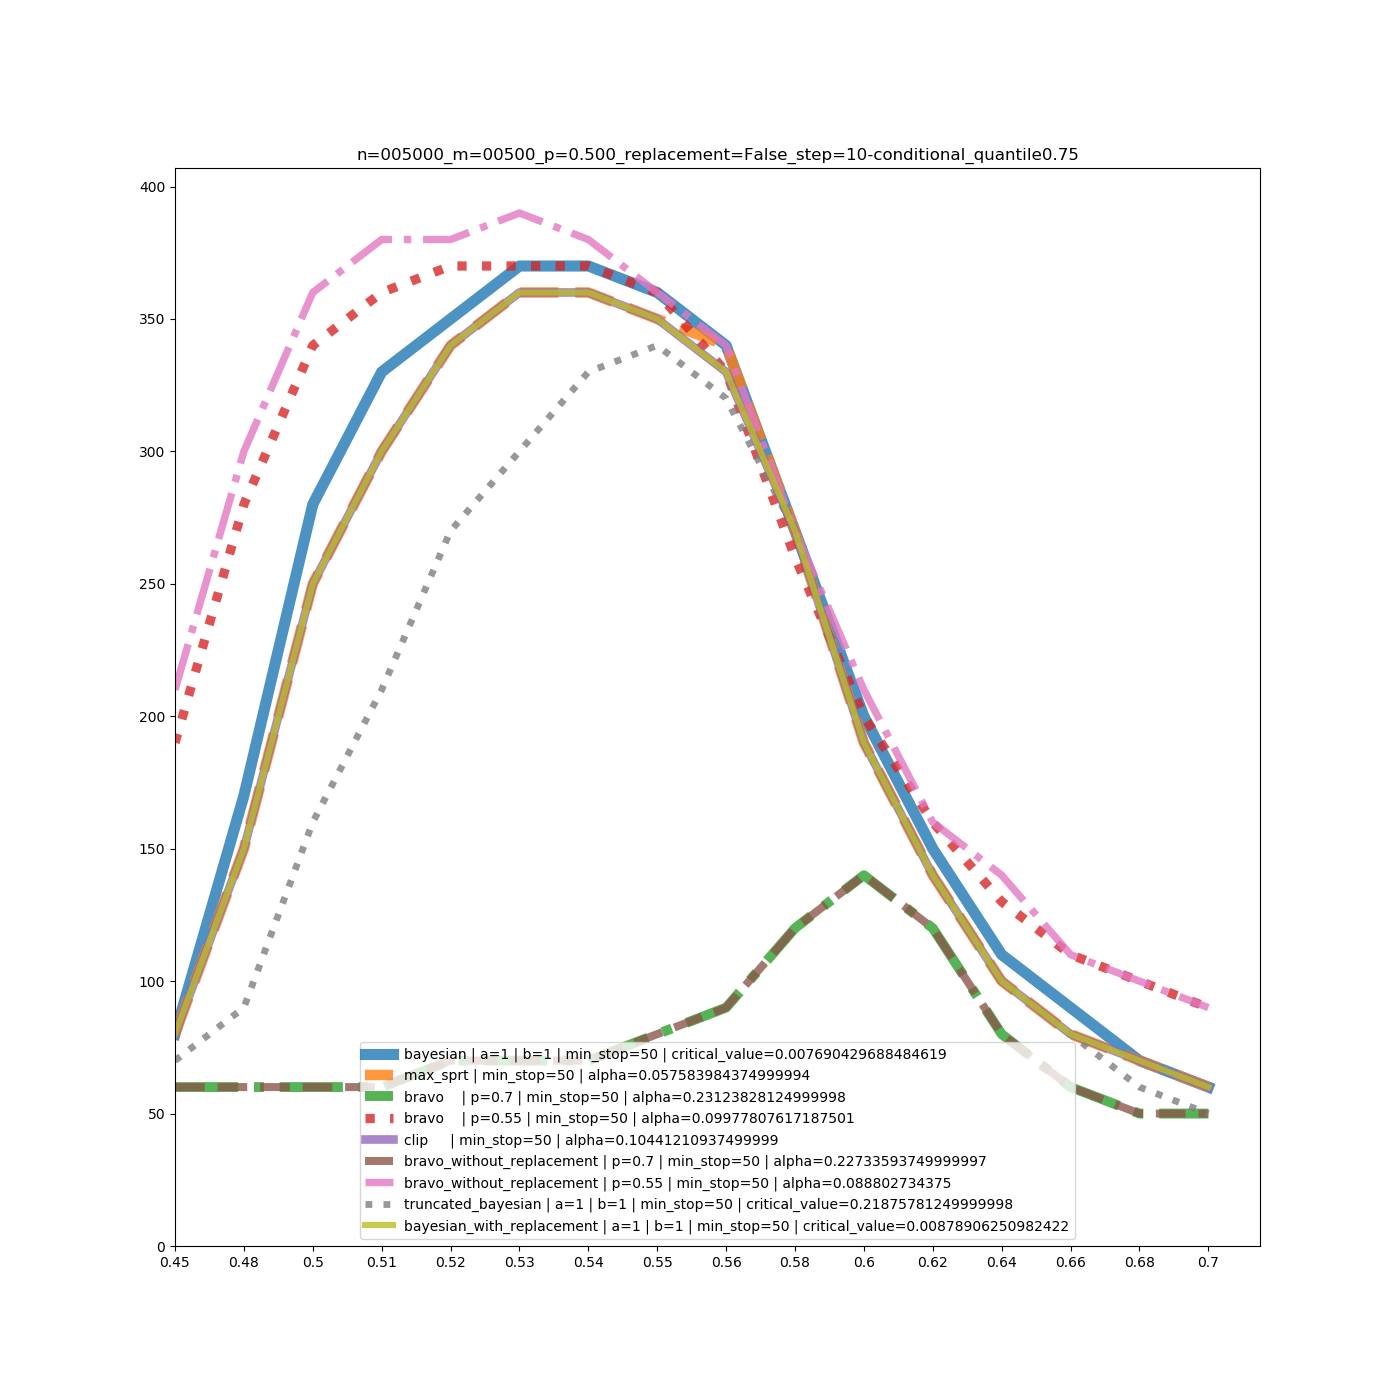 n=005000_m=00500_p=0.500_replacement=False_step=10-conditional_quantile0.75
400
350
300
250
200
150
100
50
0
bayesian | a=1 | b=1 | min_stop=50 | critical_value=0.007690429688484619
max_sprt | min_stop=50 | alpha=0.057583984374999994
bravo | p=0.7 | min_stop=50 | alpha=0.23123828124999998
bravo | p=0.55 | min_stop=50 | alpha=0.09977807617187501
clip | min_stop=50 | alpha=0.10441210937499999
bravo_without_replacement | p=0.7 | min_stop=50 | alpha=0.22733593749999997
bravo_without_replacement | p=0.55 | min_stop=50 | alpha=0.088802734375
truncated_bayesian | a=1 | b=1 | min_stop=50 | critical_value=0.21875781249999998
bayesian_with_replacement | a=1 | b=1 | min_stop=50 | critical_value=0.00878906250982422
0.45 0.48 0.5 0.51 0.52 0.53 0.54 0.55 0.56 0.58 0.6 0.62 0.64 0.66 0.68 0.7